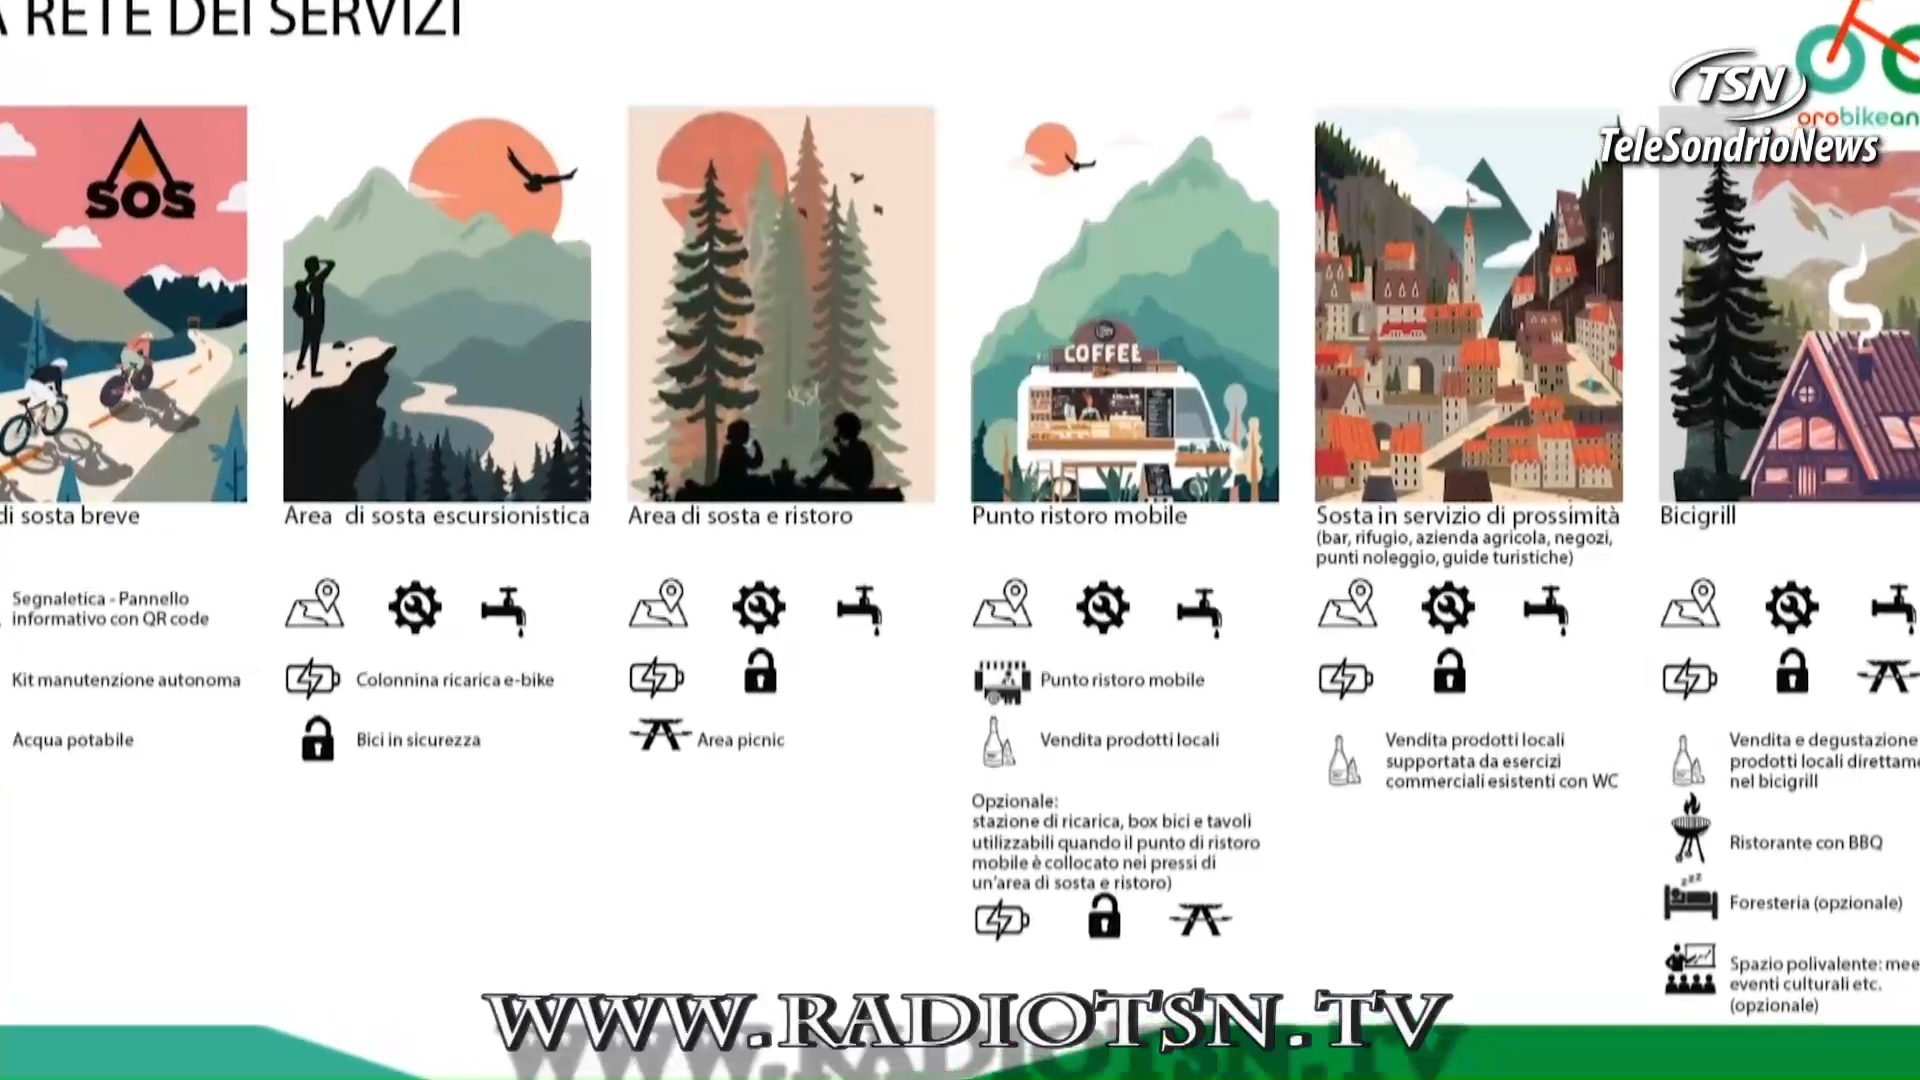 A RETE DEI SERVIZI
TSN
TeleSondrioNews
orobikean
SOS
COFFEE
di sosta breve
Segnaletica - Pannello
informativo con QR code
Kit manutenzione autonoma
Acqua potabile
Area di sosta escursionistica
Colonnina ricarica e-bike
Bici in sicurezza
Area di sosta e ristoro
Area picnic
Punto ristoro mobile
Punto ristoro mobile
Vendita prodotti locali
Opzionale:
stazione di ricarica, box bici e tavoli
utilizzabili quando il punto di ristoro
mobile è collocato nei pressi di
un'area di sosta e ristoro)
Sosta in servizio di prossimità
(bar, rifugio, azienda agricola, negozi,
punti noleggio, guide turistiche)
Vendita prodotti locali
supportata da esercizi
commerciali esistenti con WC
Bicigrill
Vendita e degustazione
prodotti locali direttame
nel bicigrill
Ristorante con BBQ
zzz
Foresteria (opzionale)
Spazio polivalente: mee
eventi culturali etc.
(opzionale)
WWW.RADIOTSN.TV